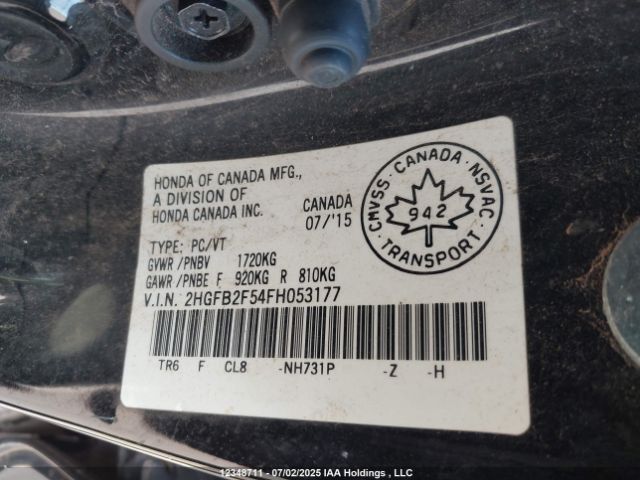 HONDA OF CANADA MFG.,
A DIVISION OF
HONDA CANADA INC.
CANADA
07/'15
CMVSS · CANADA · NSVAC
942
· TRANSPORT ·
TYPE: PC/VT
GVWR /PNBV 1720KG
GAWR /PNBE F 920KG R 810KG
V.I.N. 2HGFB2F54FH053177
TR6 F CL8 -NH731P -Z -H
12348711 - 07/02/2025 IAA Holdings , LLC